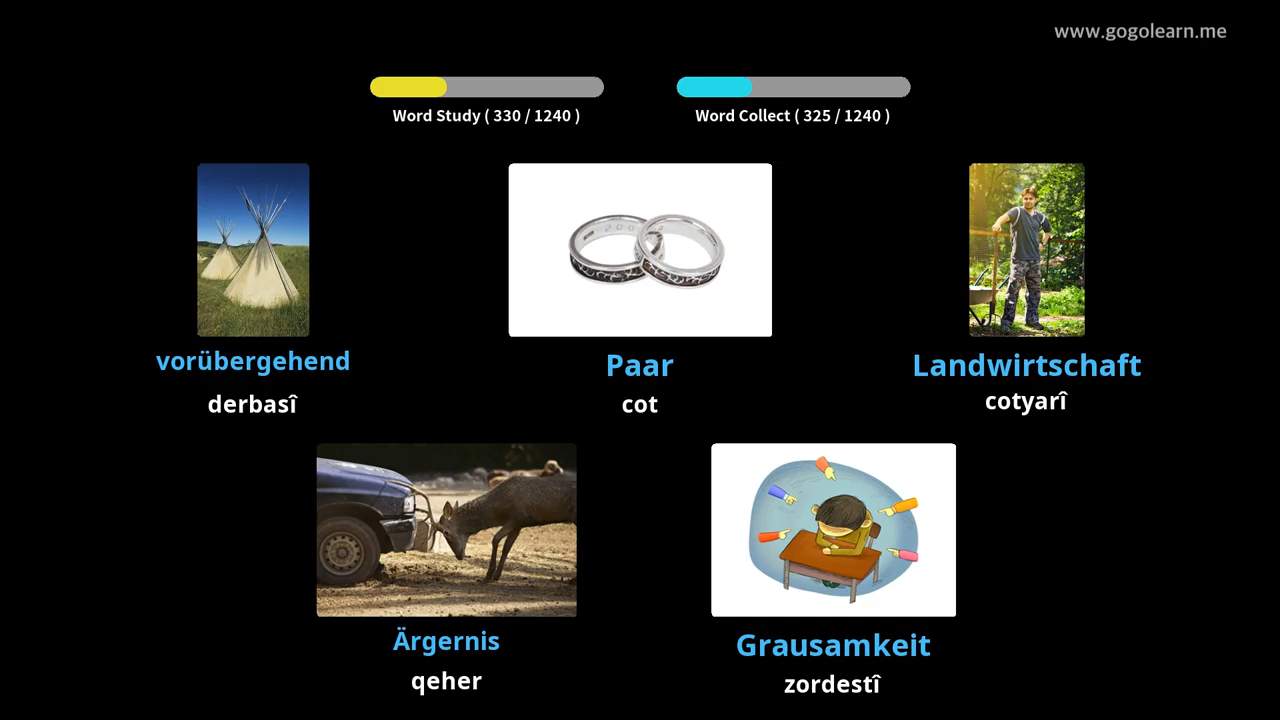 www.gogolearn.me
Word Study ( 330 / 1240 )
Word Collect ( 325 / 1240 )
vorübergehend
derbasî
Paar
cot
Landwirtschaft
cotyarî
Ärgernis
qeher
Grausamkeit
zordestî